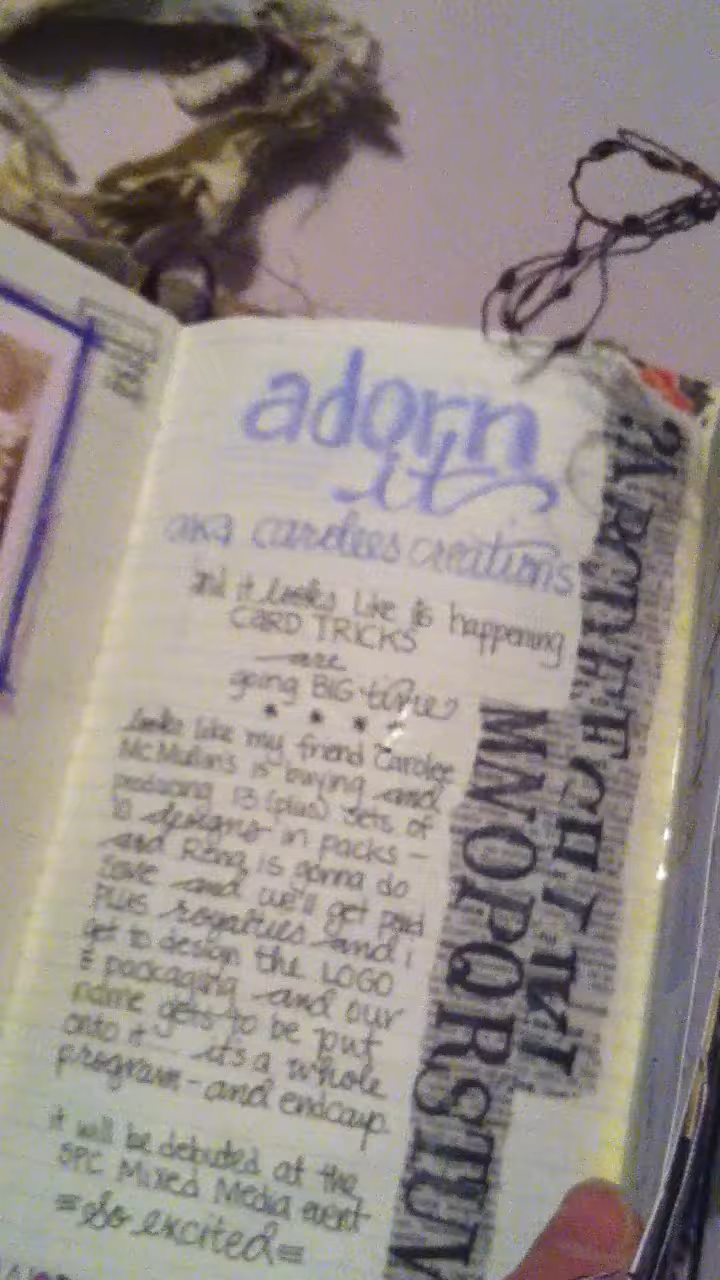 adorn
it
aka carolees creations
and it looks like is happening
CARD TRICKS
are
going BIG time
looks like my friend Carolee
McMullins is buying and
producing 13 (plus) sets of
10 designs in packs –
and Rena is gonna do
some and we'll get paid
PLUS royalties and i
get to design the LOGO
& packaging and our
name gets to be put
onto it it's a whole
program – and endcap
it will be debuted at the
SPC Mixed Media event
= So excited =
MNOPQRSTUV